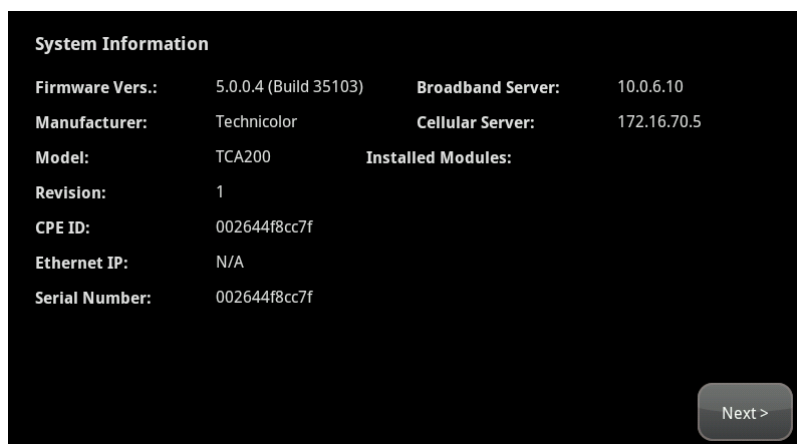 System Information
Firmware Vers.: 5.0.0.4 (Build 35103) Broadband Server: 10.0.6.10
Manufacturer: Technicolor Cellular Server: 172.16.70.5
Model: TCA200 Installed Modules:
Revision: 1
CPE ID: 002644f8cc7f
Ethernet IP: N/A
Serial Number: 002644f8cc7f
Next >